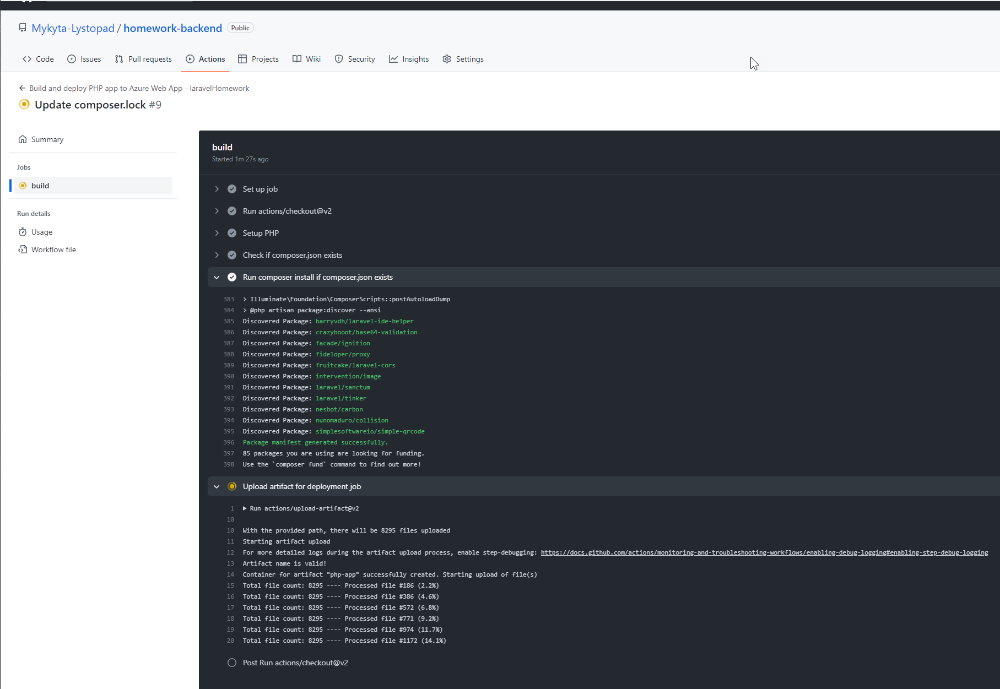 Mykyta-Lystopad / homework-backend Public
Code Issues Pull requests Actions Projects Wiki Security Insights Settings
Build and deploy PHP app to Azure Web App - laravelHomework
Update composer.lock #9
Summary
Jobs
build
Run details
Usage
Workflow file
build
Started 1m 27s ago
Set up job
Run actions/checkout@v2
Setup PHP
Check if composer.json exists
Run composer install if composer.json exists
383 > Illuminate\Foundation\ComposerScripts::postAutoloadDump
384 > @php artisan package:discover --ansi
385 Discovered Package: barryvdh/laravel-ide-helper
386 Discovered Package: crazybooot/base64-validation
387 Discovered Package: facade/ignition
388 Discovered Package: fideloper/proxy
389 Discovered Package: fruitcake/laravel-cors
390 Discovered Package: intervention/image
391 Discovered Package: laravel/sanctum
392 Discovered Package: laravel/tinker
393 Discovered Package: nesbot/carbon
394 Discovered Package: nunomaduro/collision
395 Discovered Package: simplesoftwareio/simple-qrcode
396 Package manifest generated successfully.
397 85 packages you are using are looking for funding.
398 Use the `composer fund` command to find out more!
Upload artifact for deployment job
1 ▶ Run actions/upload-artifact@v2
10
10 With the provided path, there will be 8295 files uploaded
11 Starting artifact upload
12 For more detailed logs during the artifact upload process, enable step-debugging: https://docs.github.com/actions/monitoring-and-troubleshooting-workflows/enabling-debug-logging#enabling-step-debug-logging
13 Artifact name is valid!
14 Container for artifact "php-app" successfully created. Starting upload of file(s)
15 Total file count: 8295 ---- Processed file #186 (2.2%)
16 Total file count: 8295 ---- Processed file #386 (4.6%)
17 Total file count: 8295 ---- Processed file #572 (6.8%)
18 Total file count: 8295 ---- Processed file #771 (9.2%)
19 Total file count: 8295 ---- Processed file #974 (11.7%)
20 Total file count: 8295 ---- Processed file #1172 (14.1%)
Post Run actions/checkout@v2